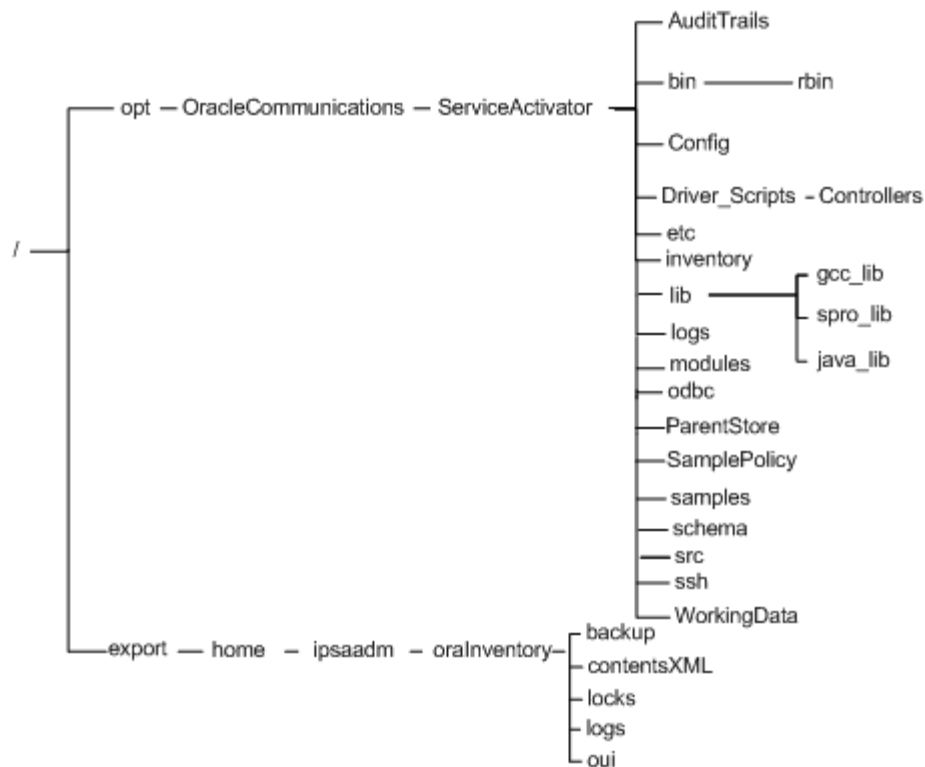 AuditTrails
bin rbin
opt OracleCommunications ServiceActivator
Config
Driver_Scripts Controllers
etc
/
inventory
gcc_lib
lib
spro_lib
logs
java_lib
modules
odbc
ParentStore
SamplePolicy
samples
schema
src
ssh
WorkingData
backup
export home ipsaadm oraInventory
contentsXML
locks
logs
oui